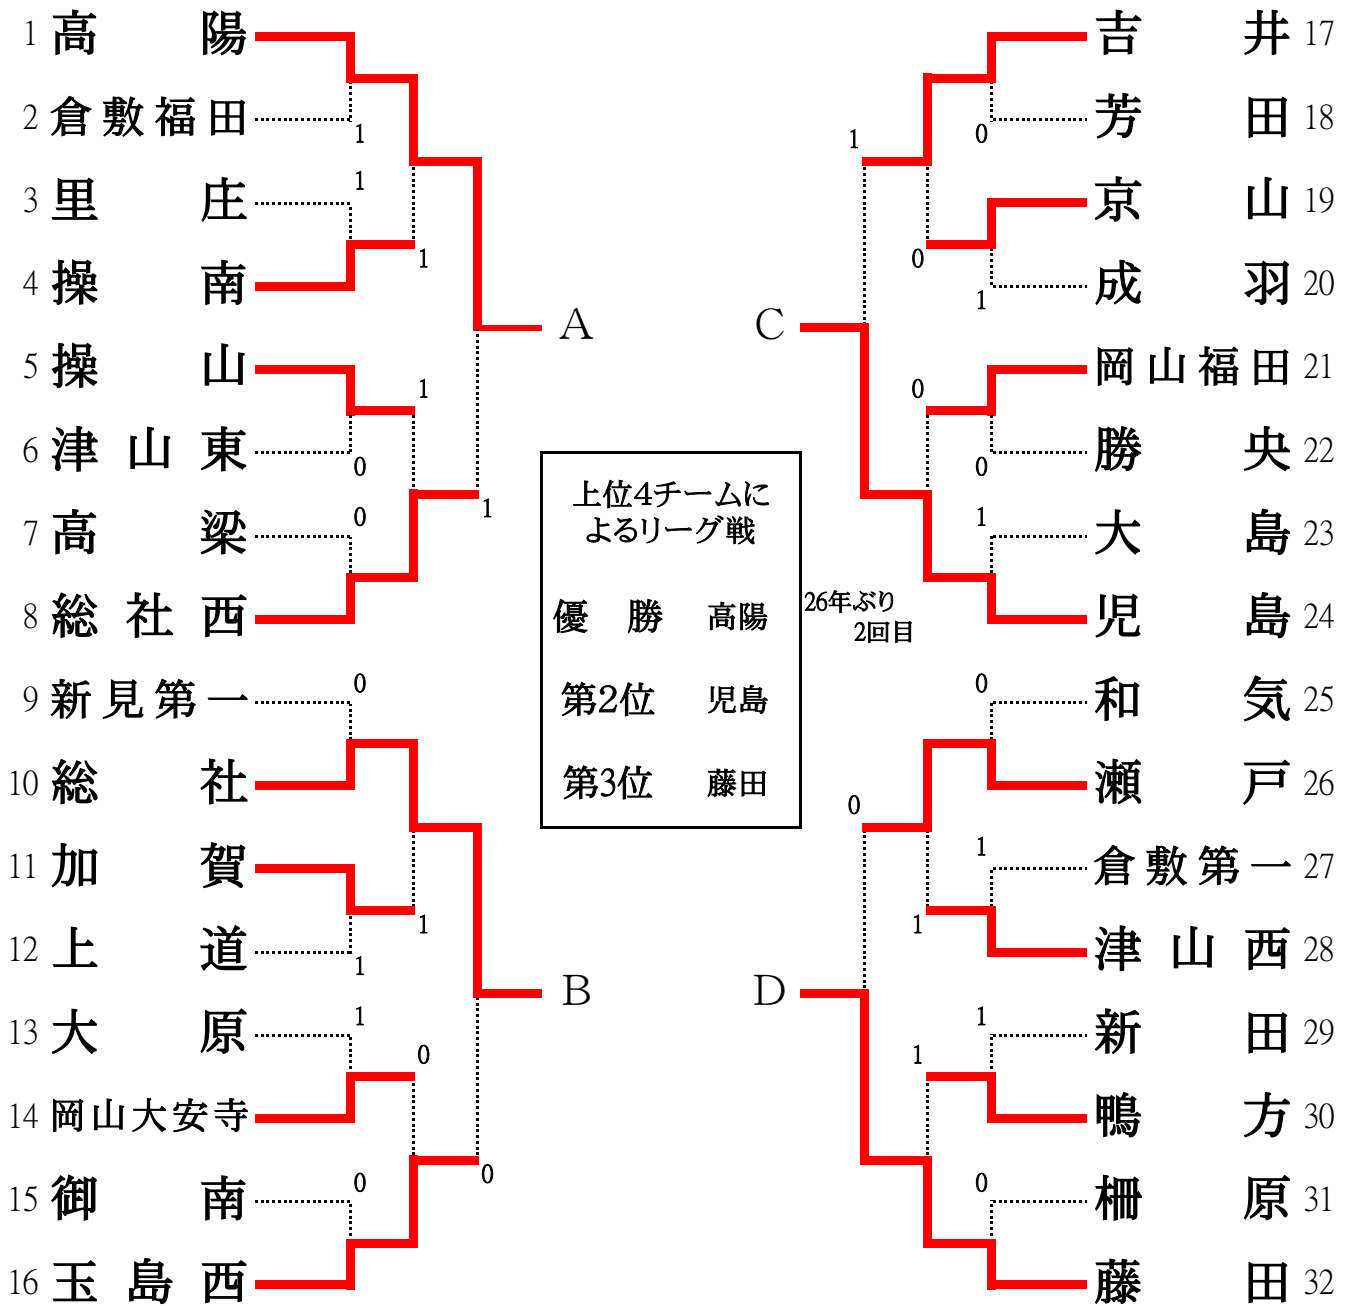 1 高陽
1
2 倉敷福田
1
3 里庄
1
4 操南
A
5 操山
1
6 津山東
0
0
7 高梁
1
8 総社西
9 新見第一
0
10 総社
11 加賀
1
12 上道
1
B
13 大原
1
0
14 岡山大安寺
15 御南
0
0
16 玉島西
上位4チームに
よるリーグ戦
優勝 高陽
26年ぶり
2回目
第2位 児島
第3位 藤田
吉井 17
芳田 18
0
1
京山 19
0
成羽 20
1
C
岡山福田 21
0
勝央 22
0
1
大島 23
児島 24
0
和気 25
瀬戸 26
0
1
倉敷第一 27
1
津山西 28
D
1
新田 29
1
鴨方 30
0
柵原 31
藤田 32